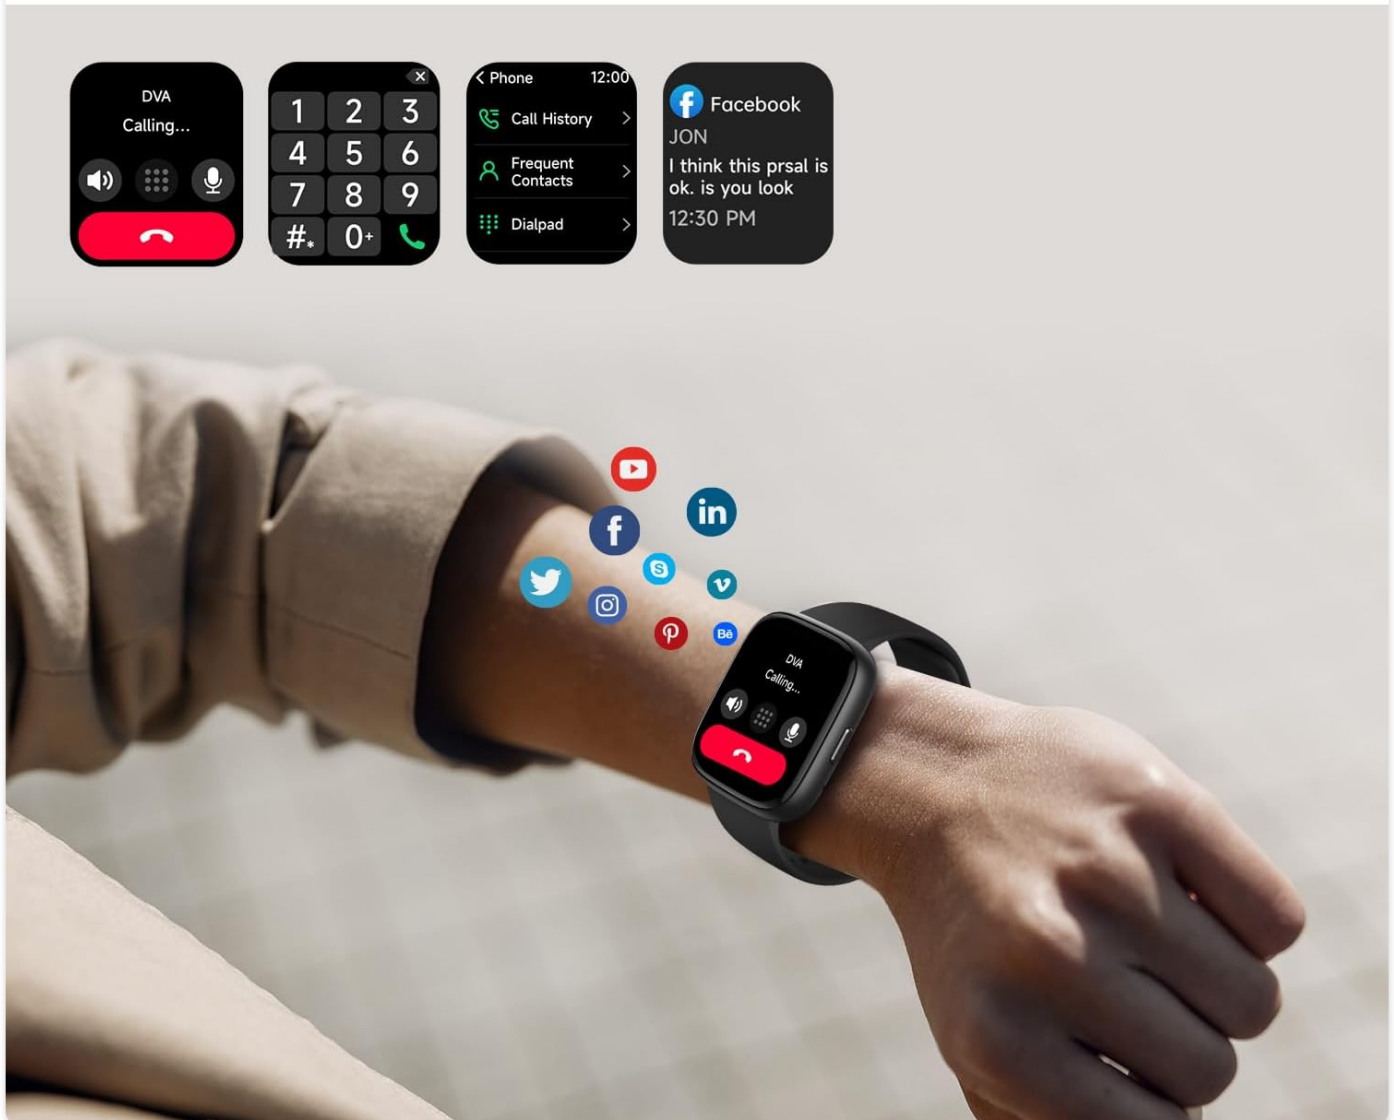 DVA
Calling...
1 2 3
4 5 6
7 8 9
#* 0+
Phone 12:00
Call History
Frequent
Contacts
Dialpad
Facebook
JON
I think this prsal is
ok. is you look
12:30 PM
in
f
S
v
Bē
DVA
Calling...